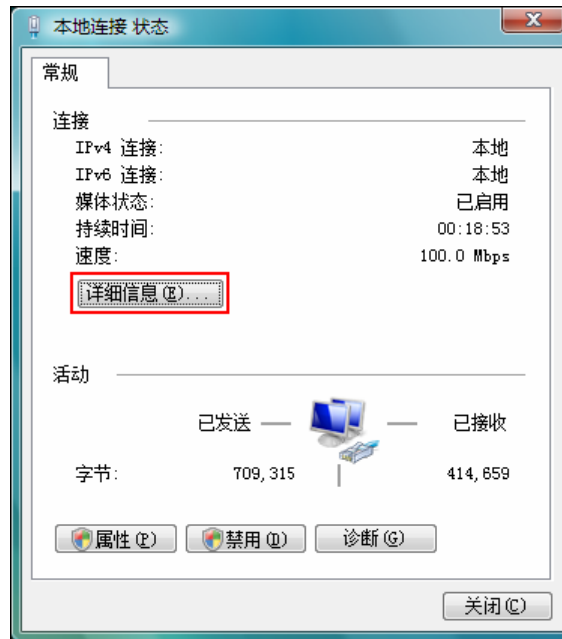 本地连接 状态
常规
连接
IPv4 连接: 本地
IPv6 连接: 本地
媒体状态: 已启用
持续时间: 00:18:53
速度: 100.0 Mbps
详细信息(E)...
活动
已发送 — — 已接收
字节: 709,315 | 414,659
属性(P) 禁用(D) 诊断(G)
关闭(C)